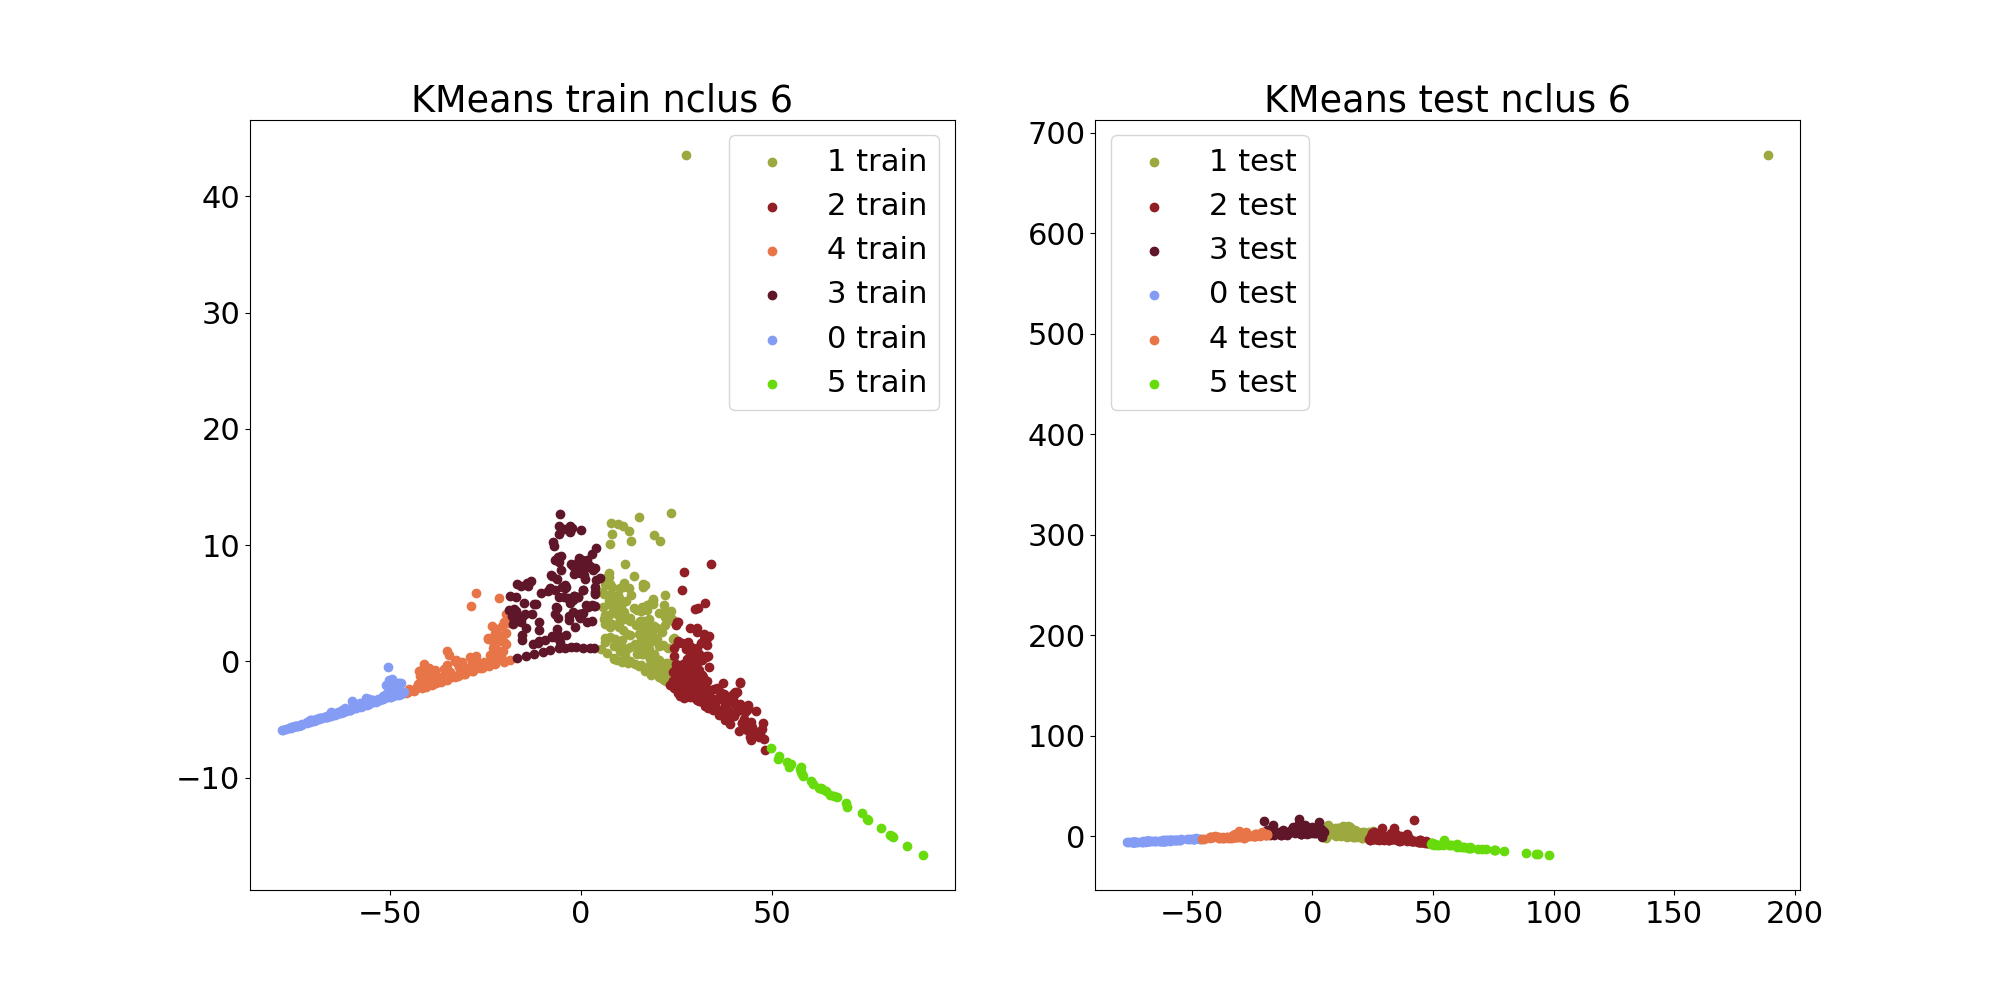 KMeans train nclus 6
40
30
20
10
0
−10
−50
0
50
1 train
2 train
4 train
3 train
0 train
5 train
KMeans test nclus 6
700
600
500
400
300
200
100
0
−50
0
50
100
150
200
1 test
2 test
3 test
0 test
4 test
5 test